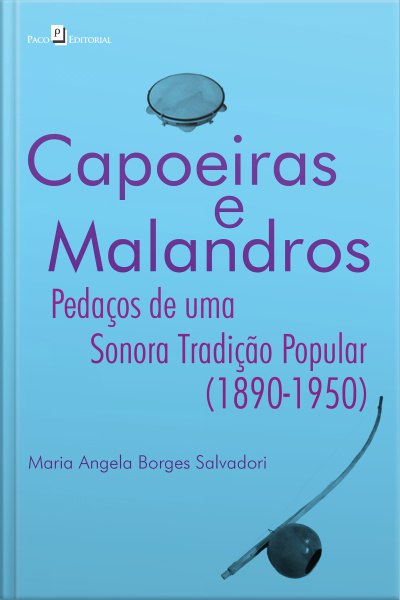 PACO EDITORIAL
Capoeiras
e
Malandros
Pedaços de uma
Sonora Tradição Popular
(1890-1950)
Maria Angela Borges Salvadori